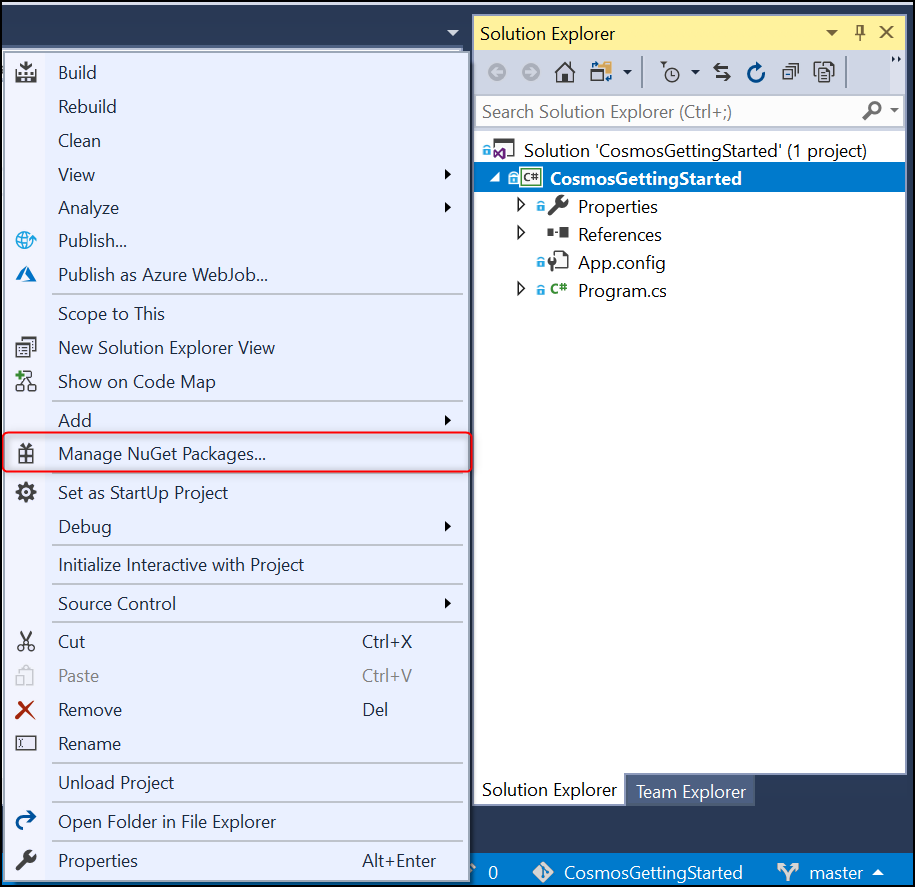 Build
Rebuild
Clean
View
Analyze
Publish...
Publish as Azure WebJob...
Scope to This
New Solution Explorer View
Show on Code Map
Add
Manage NuGet Packages...
Set as StartUp Project
Debug
Initialize Interactive with Project
Source Control
Cut Ctrl+X
Paste Ctrl+V
Remove Del
Rename
Unload Project
Open Folder in File Explorer
Properties Alt+Enter
Solution Explorer
Search Solution Explorer (Ctrl+;)
Solution 'CosmosGettingStarted' (1 project)
C# CosmosGettingStarted
Properties
References
App.config
C# Program.cs
Solution Explorer Team Explorer
0 CosmosGettingStarted master